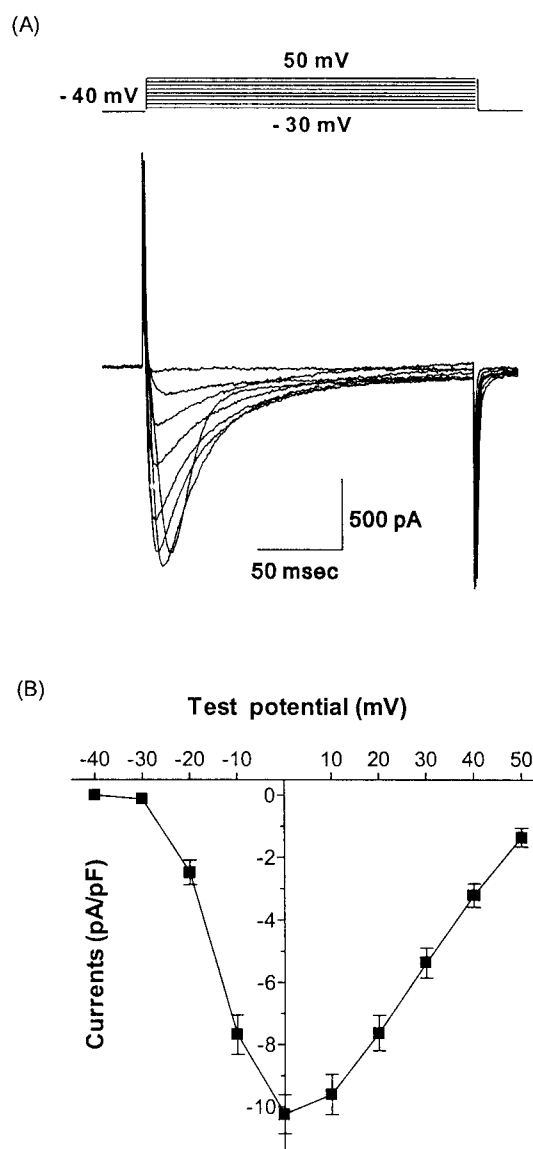 (A)
50 mV
- 40 mV
- 30 mV
500 pA
50 msec
(B)
Test potential (mV)
-40 -30 -20 -10 10 20 30 40 50
0
-2
-4
-6
-8
-10
Currents (pA/pF)